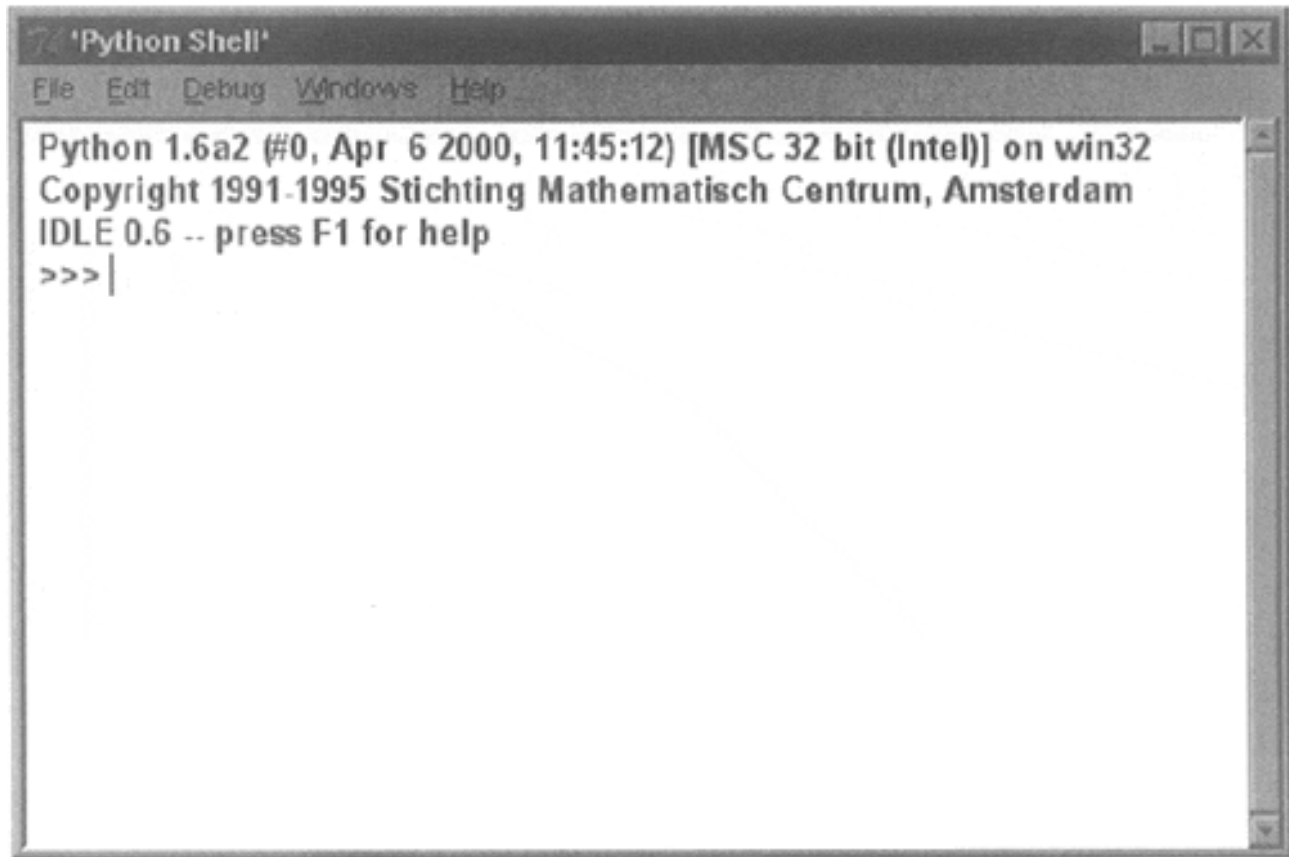 *Python Shell*
File Edit Debug Windows Help
Python 1.6a2 (#0, Apr  6 2000, 11:45:12) [MSC 32 bit (Intel)] on win32
Copyright 1991-1995 Stichting Mathematisch Centrum, Amsterdam
IDLE 0.6 -- press F1 for help
>>>